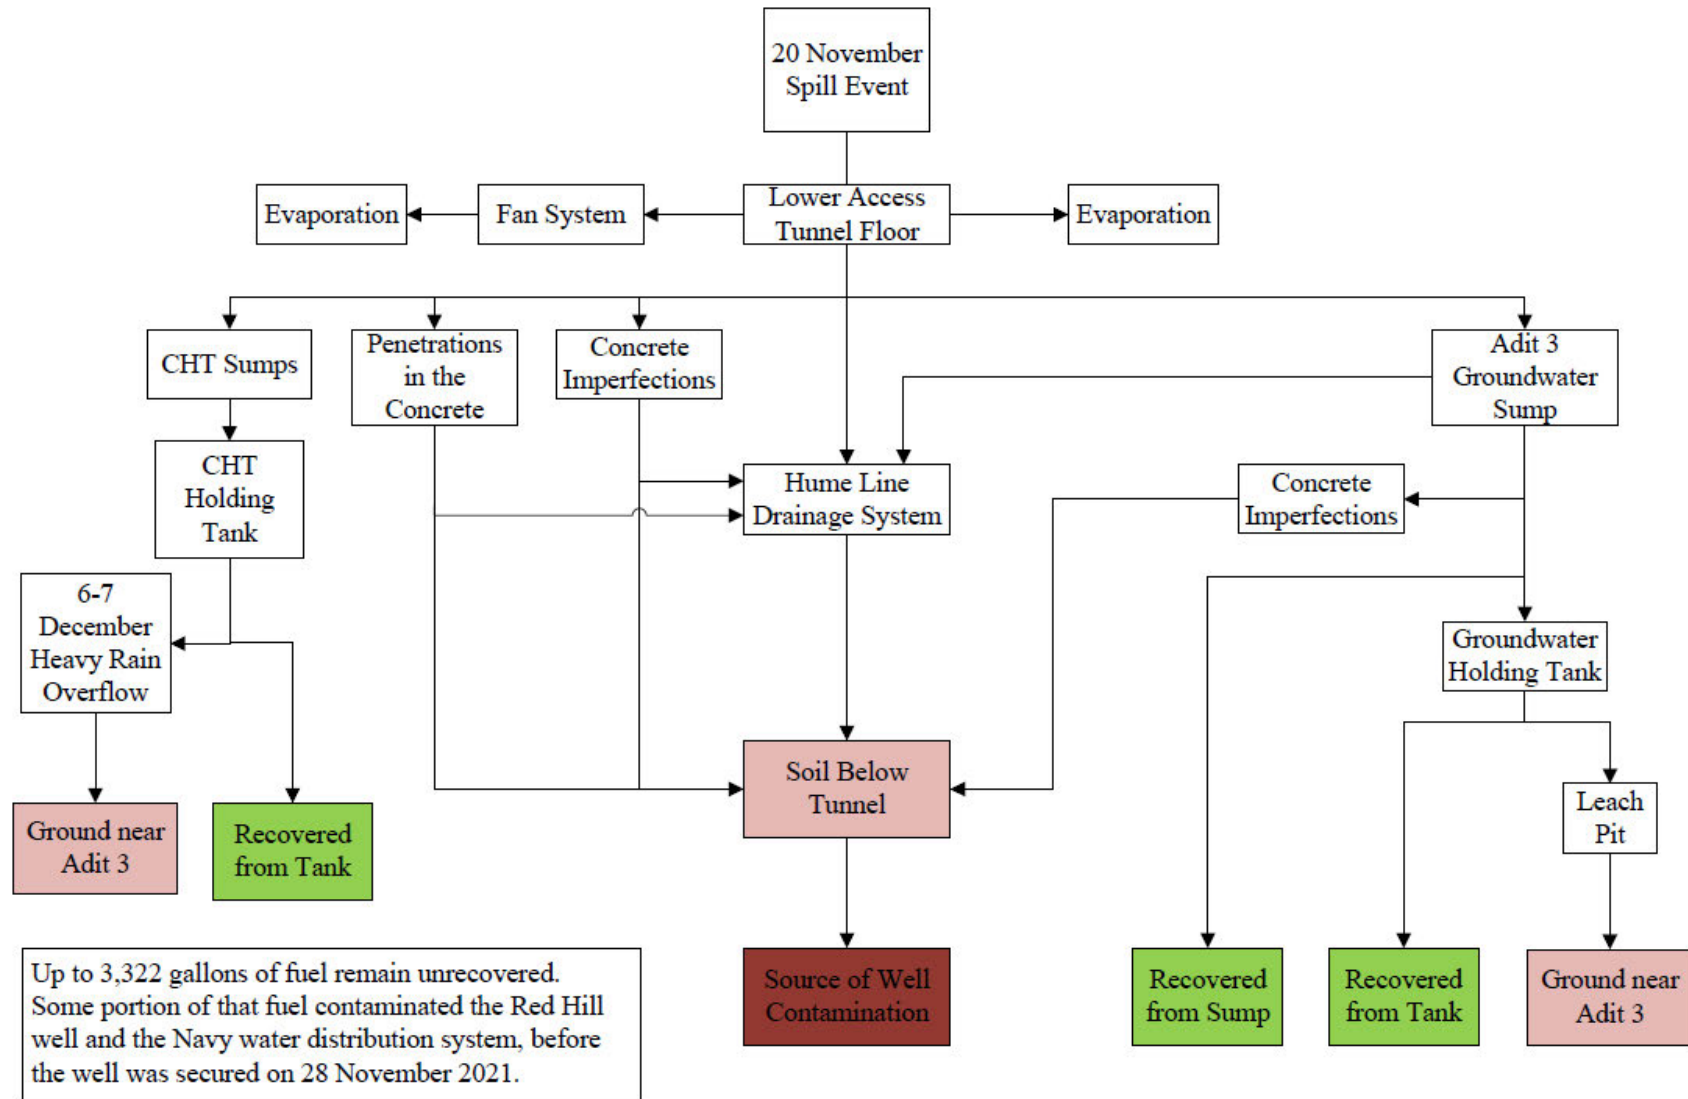 20 November
Spill Event
Evaporation
Fan System
Lower Access
Tunnel Floor
Evaporation
CHT Sumps
Penetrations
in the
Concrete
Concrete
Imperfections
Adit 3
Groundwater
Sump
CHT
Holding
Tank
Hume Line
Drainage System
Concrete
Imperfections
6-7
December
Heavy Rain
Overflow
Groundwater
Holding Tank
Soil Below
Tunnel
Leach
Pit
Ground near
Adit 3
Recovered
from Tank
Source of Well
Contamination
Recovered
from Sump
Recovered
from Tank
Ground near
Adit 3
Up to 3,322 gallons of fuel remain unrecovered.
Some portion of that fuel contaminated the Red Hill
well and the Navy water distribution system, before
the well was secured on 28 November 2021.